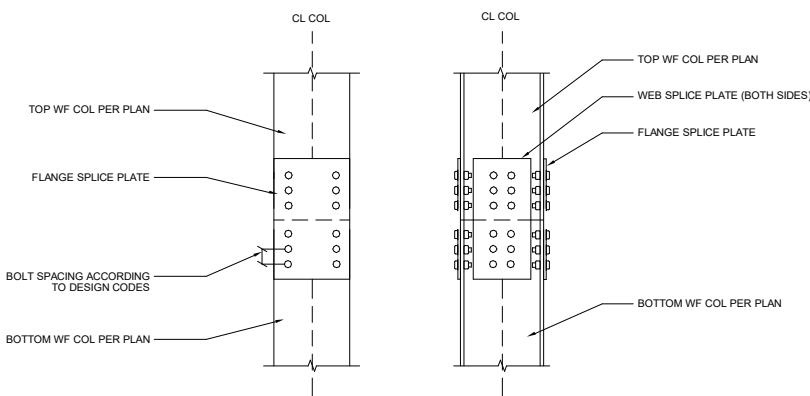 CL COL
TOP WF COL PER PLAN
FLANGE SPLICE PLATE
BOLT SPACING ACCORDING
TO DESIGN CODES
BOTTOM WF COL PER PLAN
CL COL
TOP WF COL PER PLAN
WEB SPLICE PLATE (BOTH SIDES)
FLANGE SPLICE PLATE
BOTTOM WF COL PER PLAN